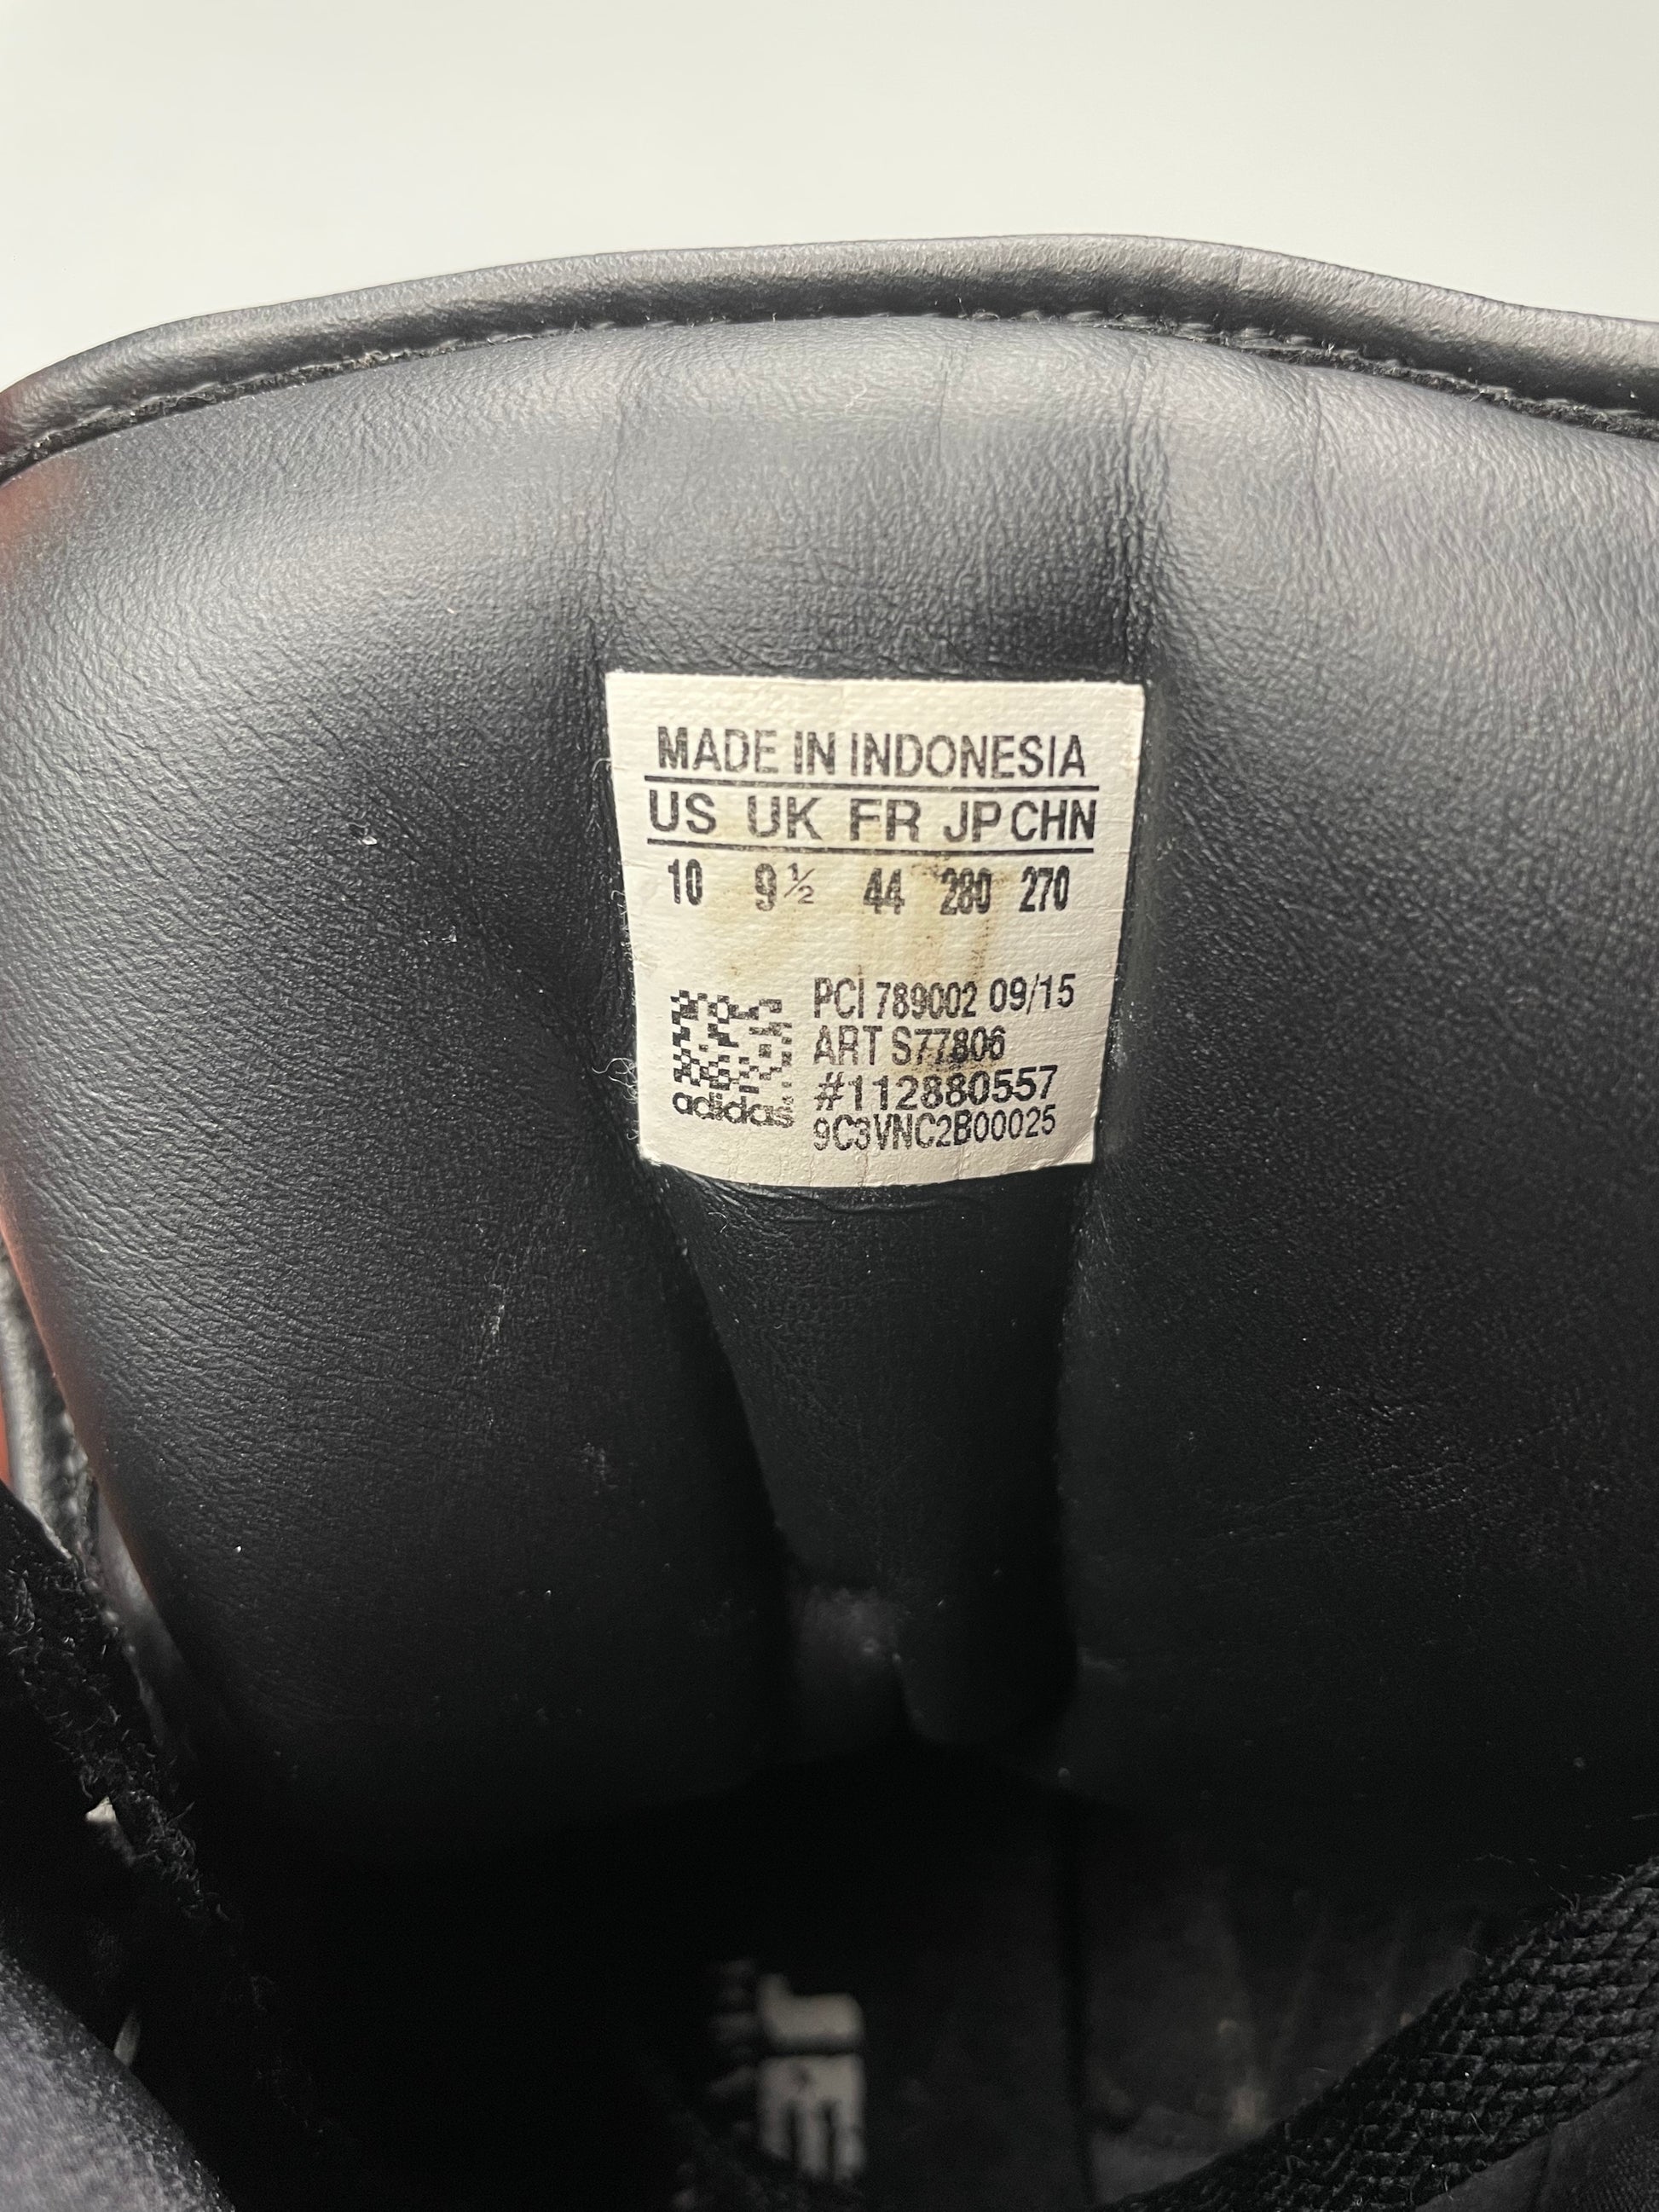 MADE IN INDONESIA
US UK FR JP CHN
10 9½ 44 280 270
PCI 789002 09/15
ART S77806
#112880557
adidas
9C3VNC2B00025